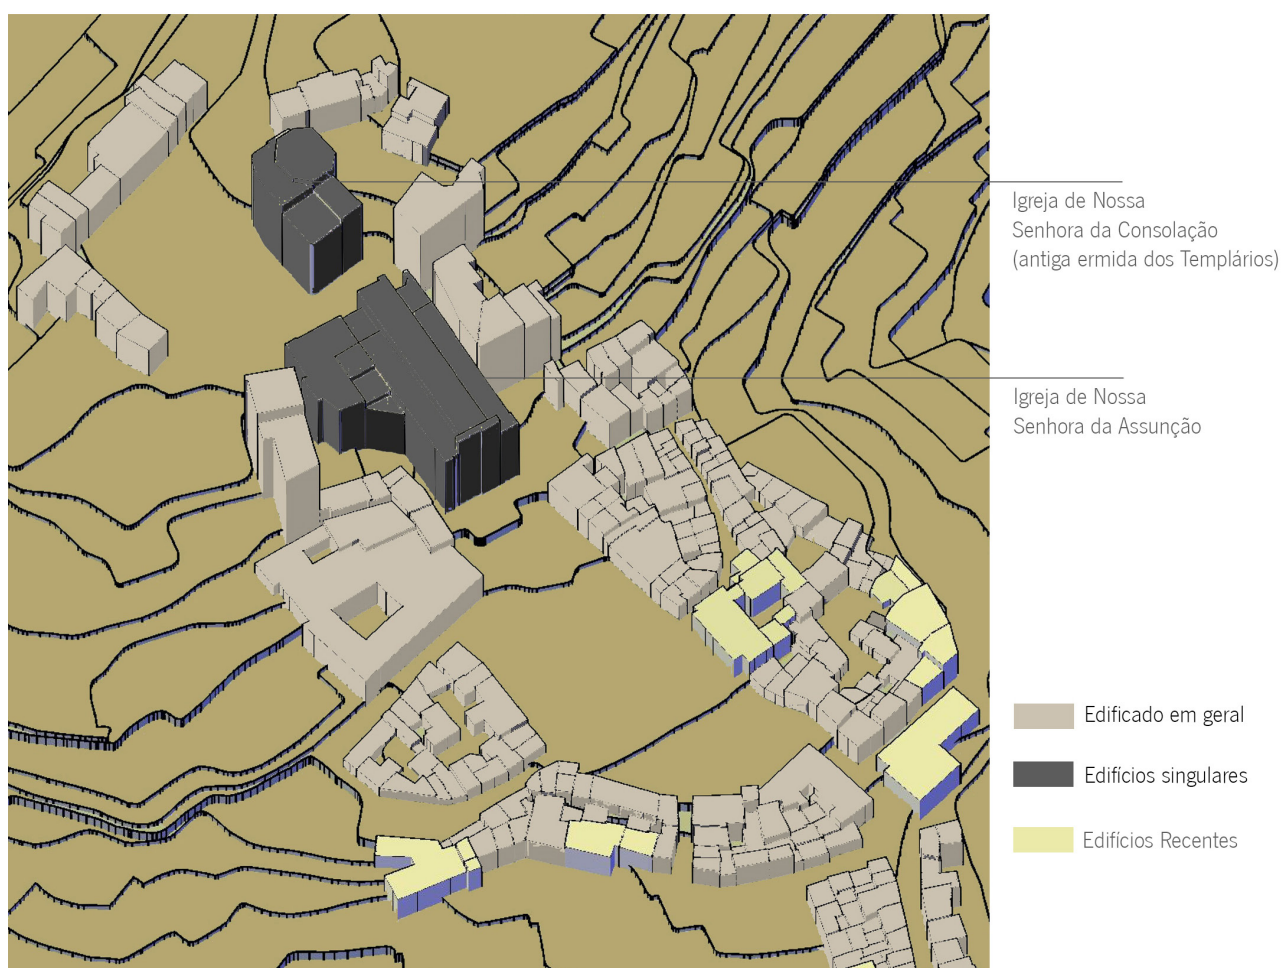 Igreja de Nossa
Senhora da Consolação
(antiga ermida dos Templários)
Igreja de Nossa
Senhora da Assunção
Edificado em geral
Edifícios singulares
Edifícios Recentes